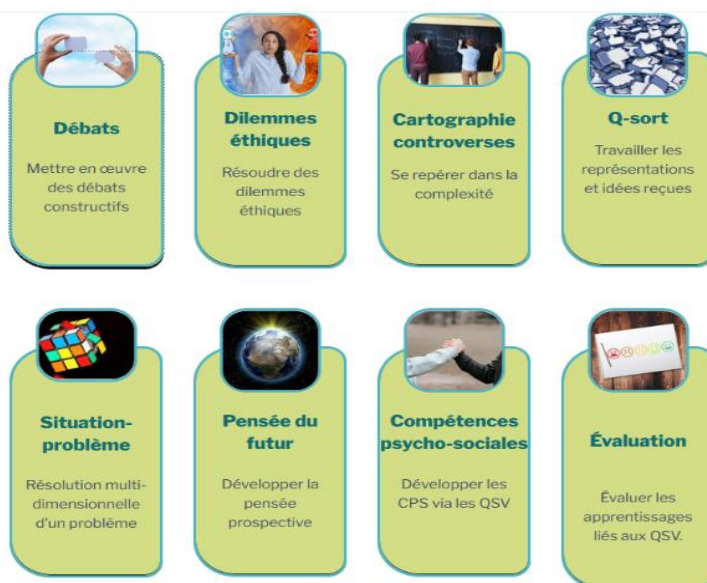 Débats
Mettre en œuvre
des débats
constructifs
Dilemmes
éthiques
Résoudre des
dilemmes
éthiques
Cartographie
controverses
Se repérer dans la
complexité
Q-sort
Travailler les
représentations
et idées reçues
Situation-
problème
Résolution multi-
dimensionnelle
d'un problème
Pensée du
futur
Développer la
pensée
prospective
Compétences
psycho-sociales
Développer les
CPS via les QSV
Évaluation
Évaluer les
apprentissages
liés aux QSV.